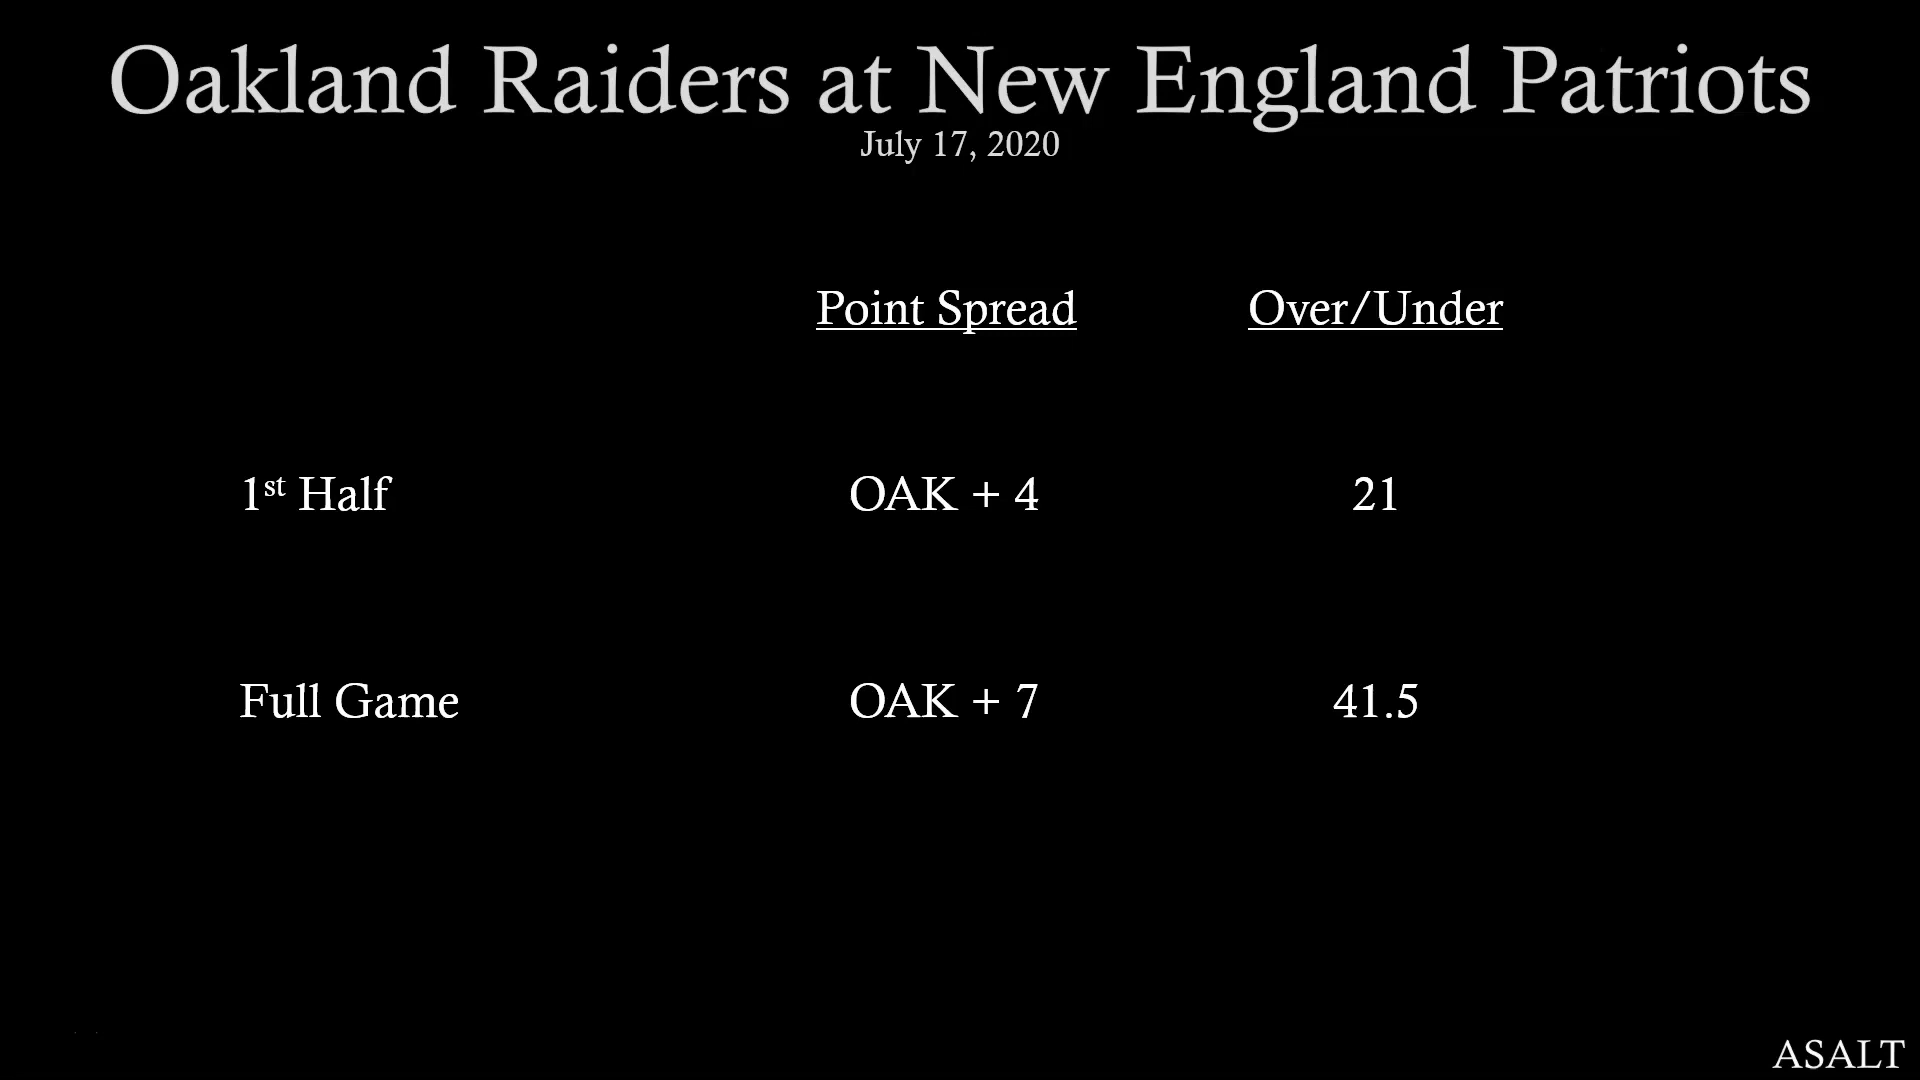 Oakland Raiders at New England Patriots
July 17, 2020
Point Spread Over/Under
1st Half OAK + 4 21
Full Game OAK + 7 41.5
ASALT